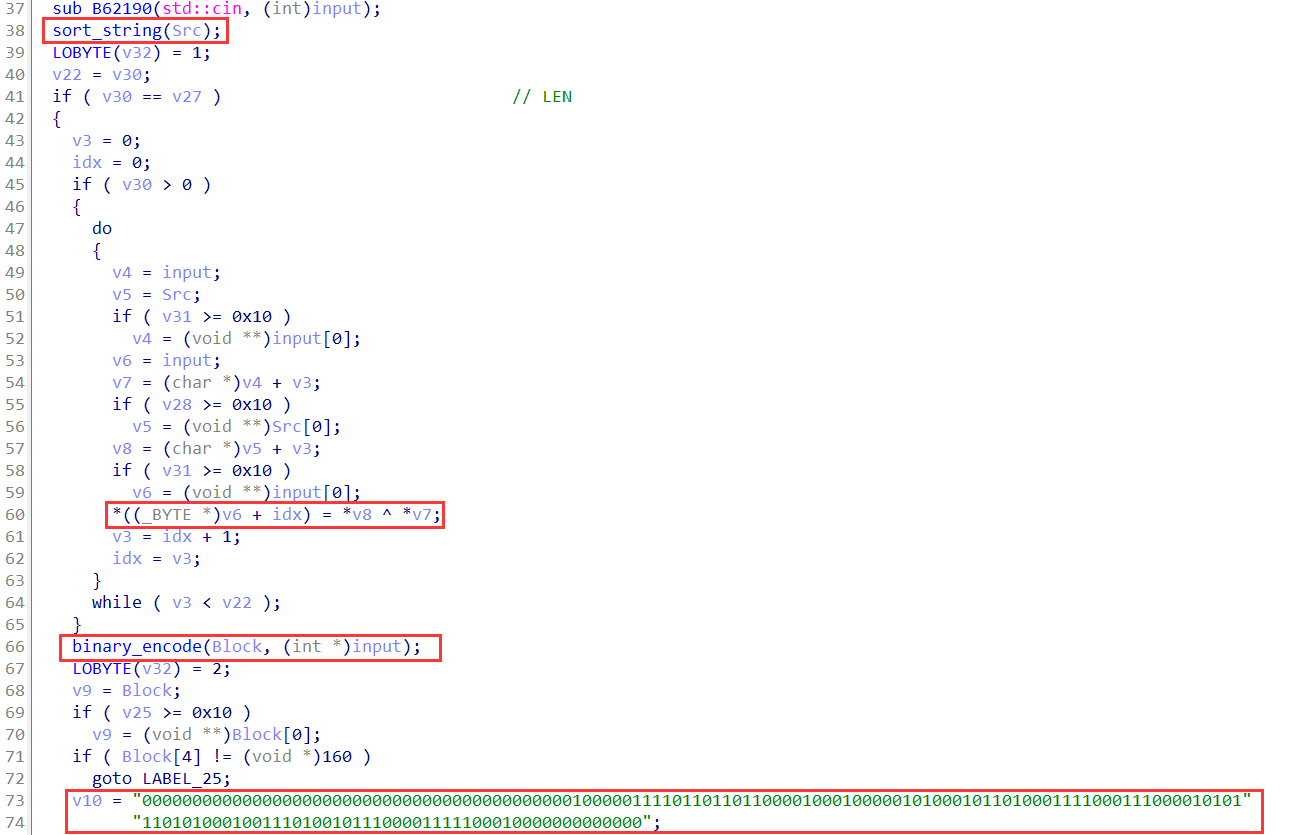 37 sub B62190(std::cin, (int)input);
38 sort_string(Src);
39 LOBYTE(v32) = 1;
40 v22 = v30;
41 if ( v30 == v27 ) // LEN
42 {
43 v3 = 0;
44 idx = 0;
45 if ( v30 > 0 )
46 {
47 do
48 {
49 v4 = input;
50 v5 = Src;
51 if ( v31 >= 0x10 )
52 v4 = (void **)input[0];
53 v6 = input;
54 v7 = (char *)v4 + v3;
55 if ( v28 >= 0x10 )
56 v5 = (void **)Src[0];
57 v8 = (char *)v5 + v3;
58 if ( v31 >= 0x10 )
59 v6 = (void **)input[0];
60 *((_BYTE *)v6 + idx) = *v8 ^ *v7;
61 v3 = idx + 1;
62 idx = v3;
63 }
64 while ( v3 < v22 );
65 }
66 binary_encode(Block, (int *)input);
67 LOBYTE(v32) = 2;
68 v9 = Block;
69 if ( v25 >= 0x10 )
70 v9 = (void **)Block[0];
71 if ( Block[4] != (void *)160 )
72 goto LABEL_25;
73 v10 = "00000000000000000000000000000000000000000001000001111011011011000010001000001010001011010001111000111000010101"
74 "11010100010011101001011100001111100010000000000000";